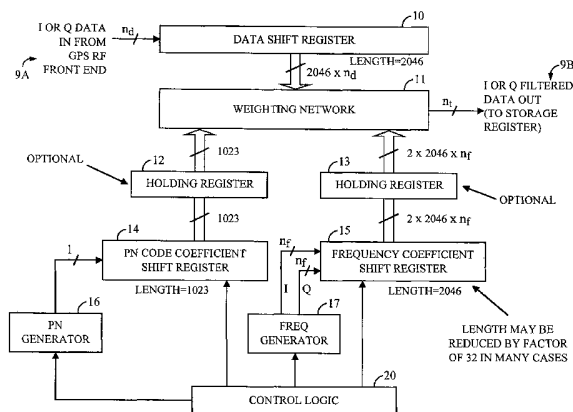 I OR Q DATA
IN FROM
GPS RF
FRONT END
9A
n_d
10
DATA SHIFT REGISTER
LENGTH=2046
2046 x n_d
11
WEIGHTING NETWORK
9B
n_t
I OR Q FILTERED
DATA OUT
(TO STORAGE
REGISTER)
1023
2 x 2046 x n_f
OPTIONAL
12
HOLDING REGISTER
13
HOLDING REGISTER
OPTIONAL
1023
2 x 2046 x n_f
14
PN CODE COEFFICIENT
SHIFT REGISTER
LENGTH=1023
1
n_f
n_f
I
Q
15
FREQUENCY COEFFICIENT
SHIFT REGISTER
LENGTH=2046
16
PN
GENERATOR
17
FREQ
GENERATOR
LENGTH MAY BE
REDUCED BY FACTOR
OF 32 IN MANY CASES
20
CONTROL LOGIC